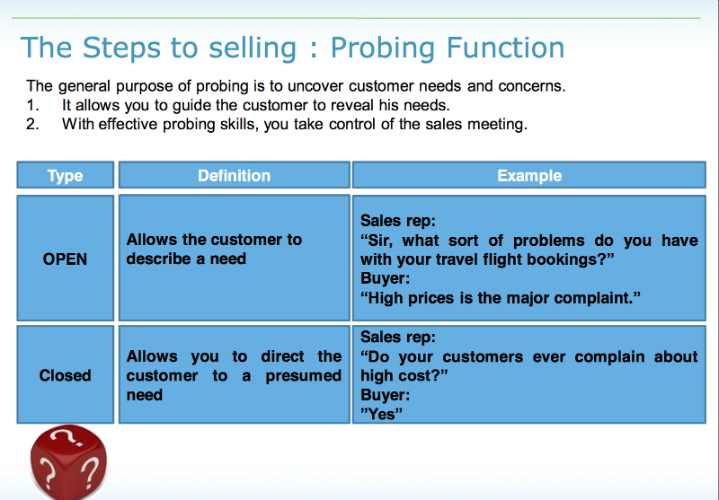 The Steps to selling : Probing Function
The general purpose of probing is to uncover customer needs and concerns.
1. It allows you to guide the customer to reveal his needs.
2. With effective probing skills, you take control of the sales meeting.
Type Definition Example
OPEN
Allows the customer to
describe a need
Sales rep:
“Sir, what sort of problems do you have
with your travel flight bookings?”
Buyer:
“High prices is the major complaint.”
Closed
Allows you to direct the
customer to a presumed
need
Sales rep:
“Do your customers ever complain about
high cost?”
Buyer:
”Yes”
? ? ?